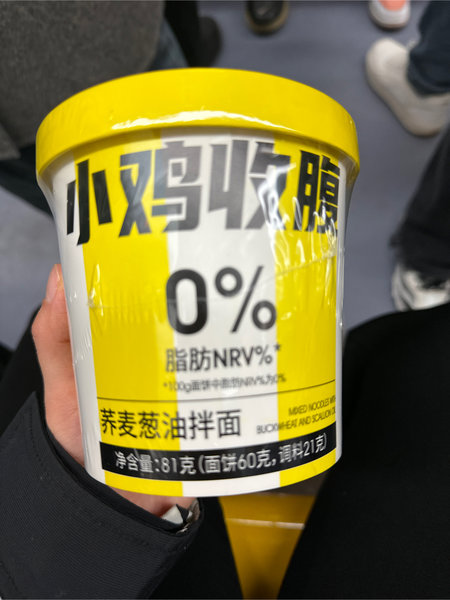 小鸡收腹
0%
脂肪NRV%*
*100g面饼中脂肪NRV%为0%
荞麦葱油拌面
MIXED NOODLES WITH
BUCKWHEAT AND SCALLION OIL
净含量:81克(面饼60克,调料21克)